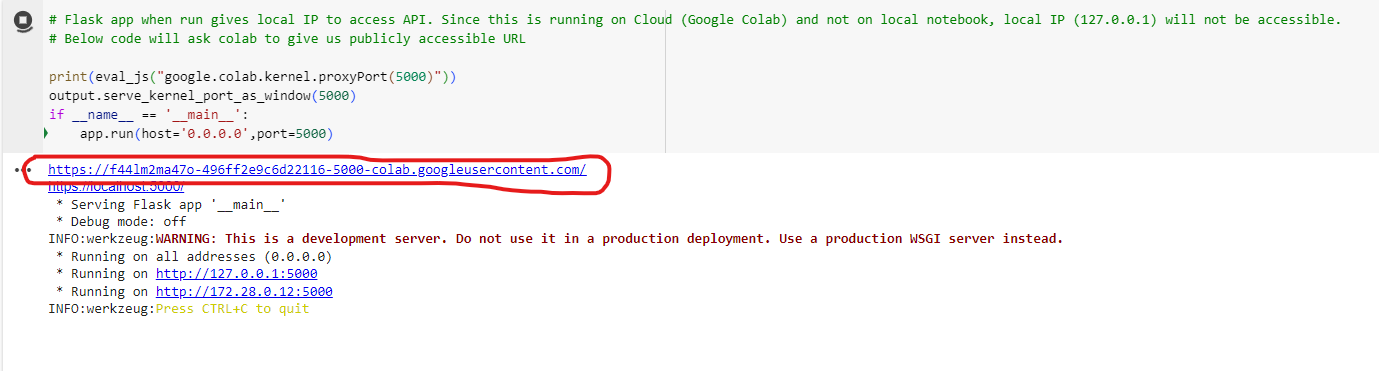 # Flask app when run gives local IP to access API. Since this is running on Cloud (Google Colab) and not on local notebook, local IP (127.0.0.1) will not be accessible.
# Below code will ask colab to give us publicly accessible URL
print(eval_js("google.colab.kernel.proxyPort(5000)"))
output.serve_kernel_port_as_window(5000)
if __name__ == '__main__':
    app.run(host='0.0.0.0',port=5000)
https://f44lm2ma47o-496ff2e9c6d22116-5000-colab.googleusercontent.com/
https://localhost:5000/
 * Serving Flask app '__main__'
 * Debug mode: off
INFO:werkzeug:WARNING: This is a development server. Do not use it in a production deployment. Use a production WSGI server instead.
 * Running on all addresses (0.0.0.0)
 * Running on http://127.0.0.1:5000
 * Running on http://172.28.0.12:5000
INFO:werkzeug:Press CTRL+C to quit